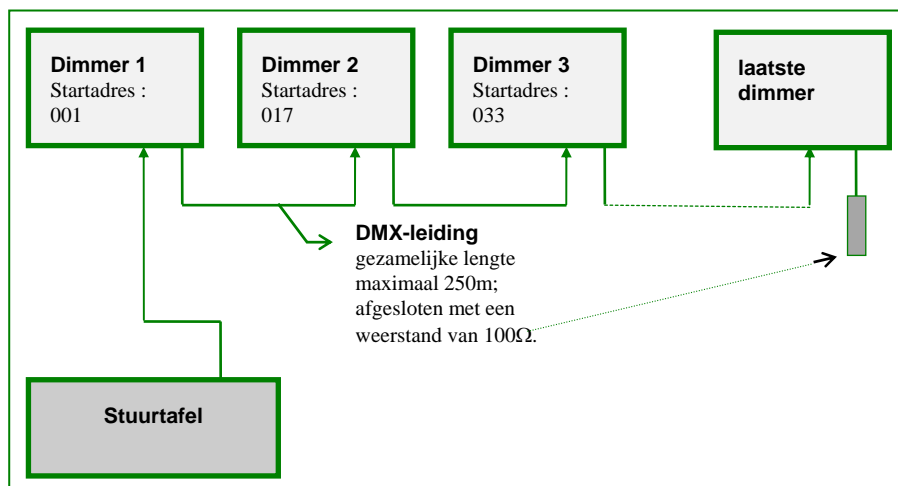 Dimmer 1
Startadres :
001
Dimmer 2
Startadres :
017
Dimmer 3
Startadres :
033
laatste
dimmer
DMX-leiding
gezamelijke lengte
maximaal 250m;
afgesloten met een
weerstand van 100Ω.
Stuurtafel